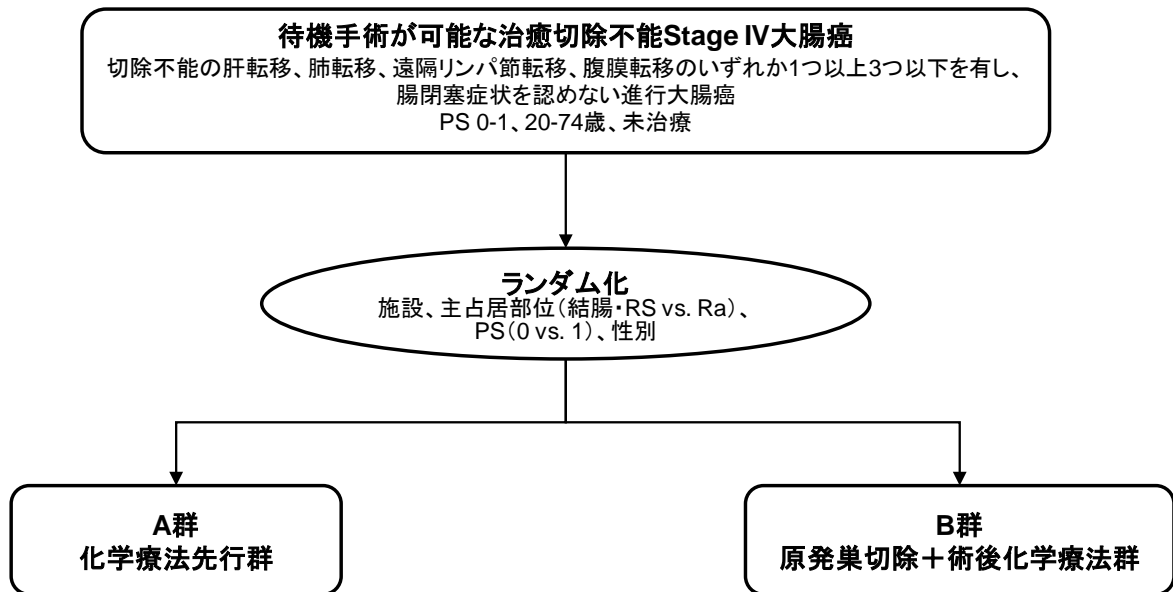 待機手術が可能な治癒切除不能Stage IV大腸癌
切除不能の肝転移、肺転移、遠隔リンパ節転移、腹膜転移のいずれか1つ以上3つ以下を有し、
腸閉塞症状を認めない進行大腸癌
PS 0-1、20-74歳、未治療
ランダム化
施設、主占居部位(結腸・RS vs. Ra)、
PS(0 vs. 1)、性別
A群
化学療法先行群
B群
原発巣切除＋術後化学療法群